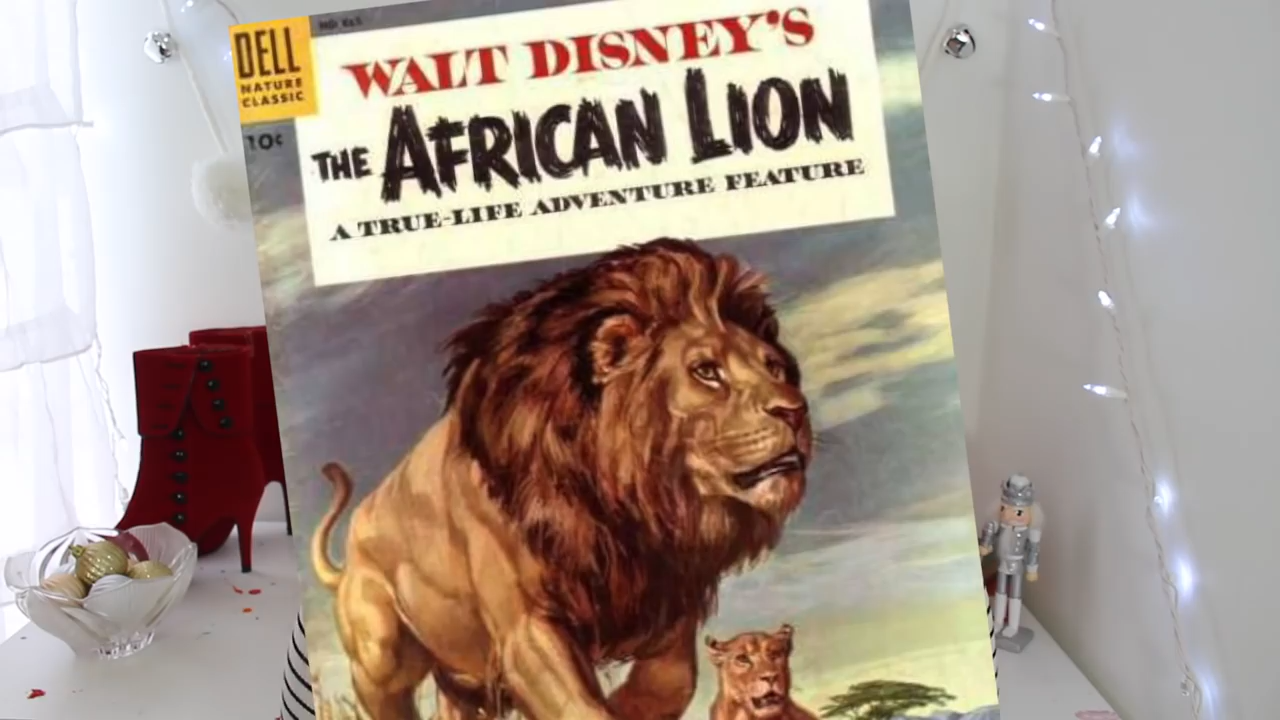 DELL
NATURE
CLASSIC
10¢
WALT DISNEY'S
THE AFRICAN LION
A TRUE-LIFE ADVENTURE FEATURE